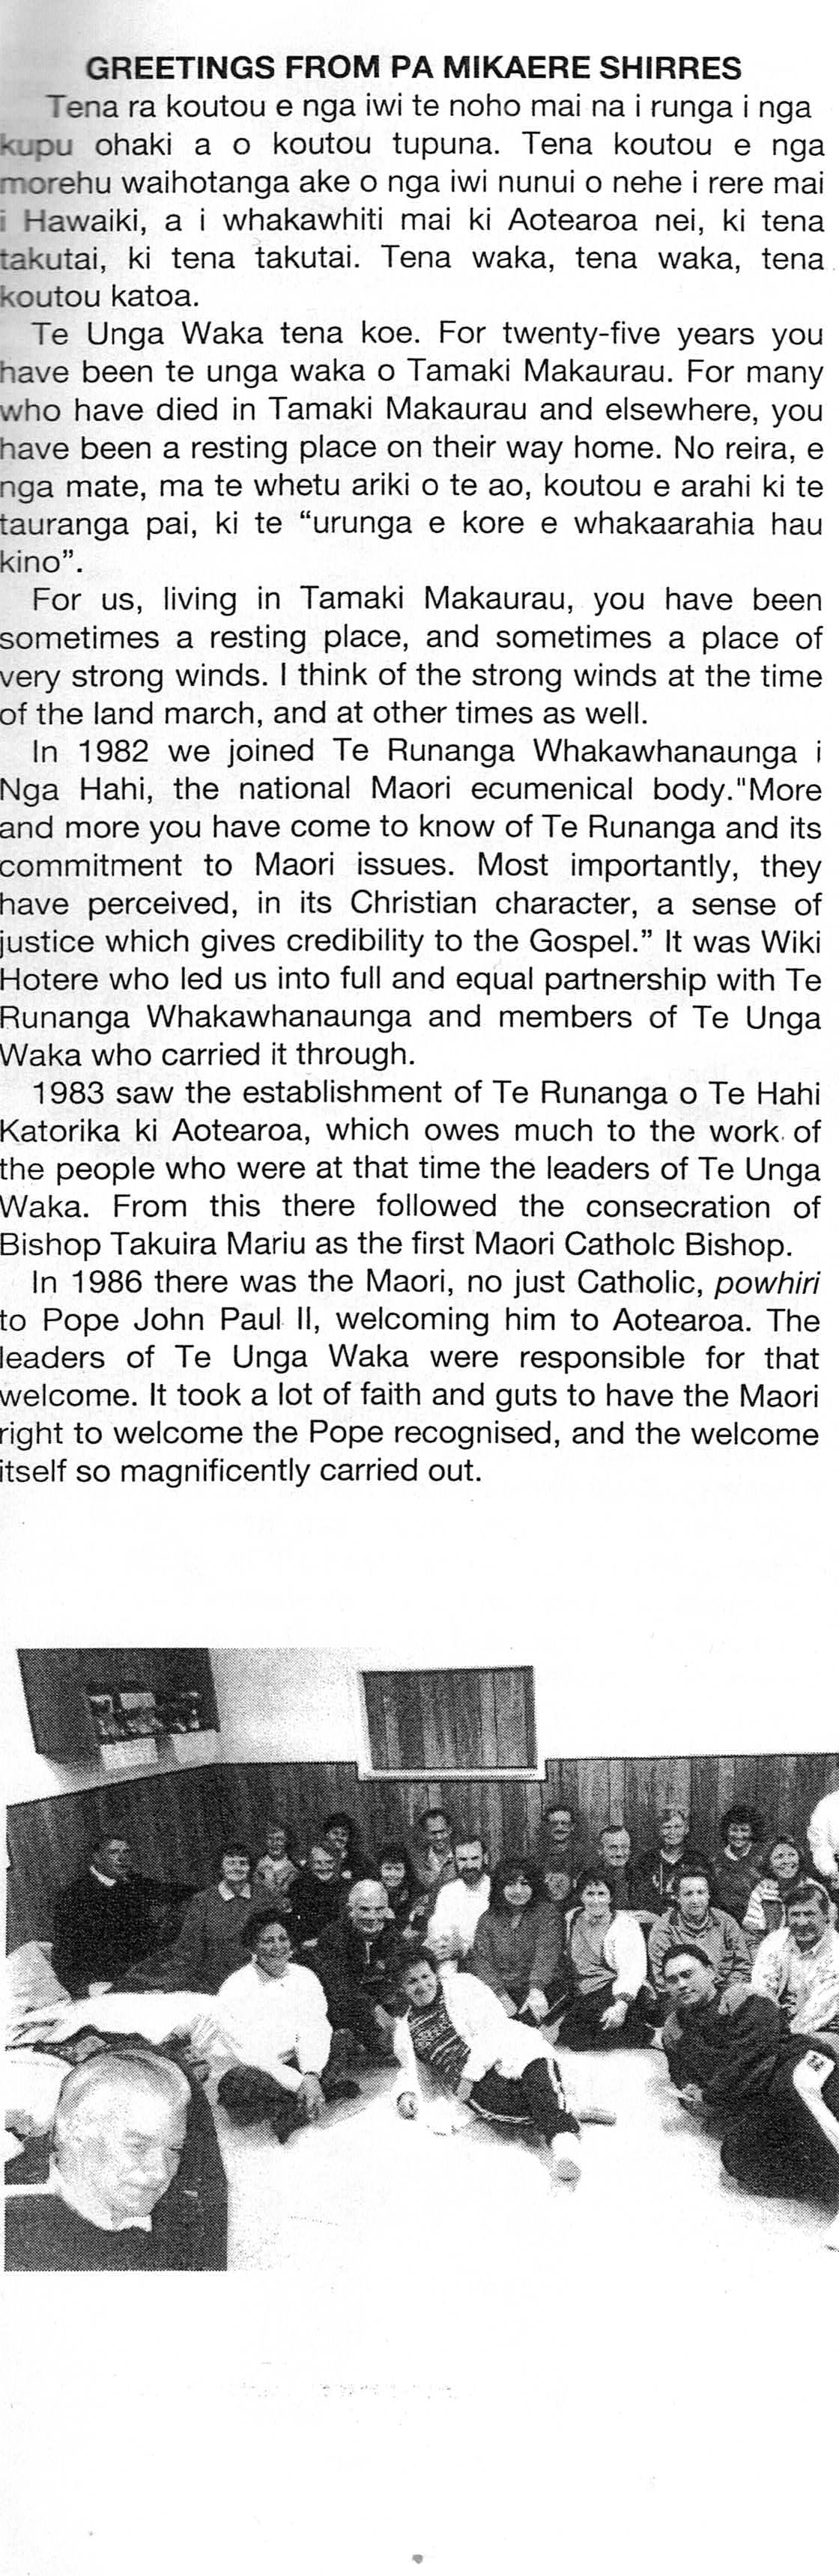 GREETINGS FROM PA MIKAERE SHIRRES
Tena ra koutou e nga iwi te noho mai na i runga i nga
kupu ohaki a o koutou tupuna. Tena koutou e nga
morehu waihotanga ake o nga iwi nunui o nehe i rere mai
i Hawaiki, a i whakawhiti mai ki Aotearoa nei, ki tena
takutai, ki tena takutai. Tena waka, tena waka, tena
koutou katoa.
Te Unga Waka tena koe. For twenty-five years you
have been te unga waka o Tamaki Makaurau. For many
who have died in Tamaki Makaurau and elsewhere, you
have been a resting place on their way home. No reira, e
nga mate, ma te whetu ariki o te ao, koutou e arahi ki te
tauranga pai, ki te “urunga e kore e whakaarahia hau
kino”.
For us, living in Tamaki Makaurau, you have been
sometimes a resting place, and sometimes a place of
very strong winds. I think of the strong winds at the time
of the land march, and at other times as well.
In 1982 we joined Te Runanga Whakawhanaunga i
Nga Hahi, the national Maori ecumenical body."More
and more you have come to know of Te Runanga and its
commitment to Maori issues. Most importantly, they
have perceived, in its Christian character, a sense of
justice which gives credibility to the Gospel.” It was Wiki
Hotere who led us into full and equal partnership with Te
Runanga Whakawhanaunga and members of Te Unga
Waka who carried it through.
1983 saw the establishment of Te Runanga o Te Hahi
Katorika ki Aotearoa, which owes much to the work of
the people who were at that time the leaders of Te Unga
Waka. From this there followed the consecration of
Bishop Takuira Mariu as the first Maori Catholc Bishop.
In 1986 there was the Maori, no just Catholic, powhiri
to Pope John Paul II, welcoming him to Aotearoa. The
leaders of Te Unga Waka were responsible for that
welcome. It took a lot of faith and guts to have the Maori
right to welcome the Pope recognised, and the welcome
itself so magnificently carried out.